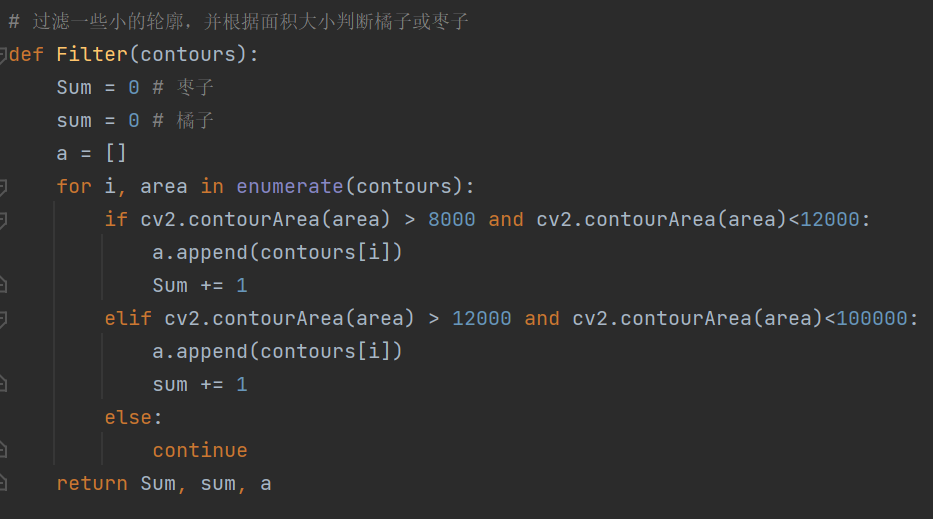 # 过滤一些小的轮廓，并根据面积大小判断橘子或枣子
def Filter(contours):
    Sum = 0 # 枣子
    sum = 0 # 橘子
    a = []
    for i, area in enumerate(contours):
        if cv2.contourArea(area) > 8000 and cv2.contourArea(area)<12000:
            a.append(contours[i])
            Sum += 1
        elif cv2.contourArea(area) > 12000 and cv2.contourArea(area)<100000:
            a.append(contours[i])
            sum += 1
        else:
            continue
    return Sum, sum, a